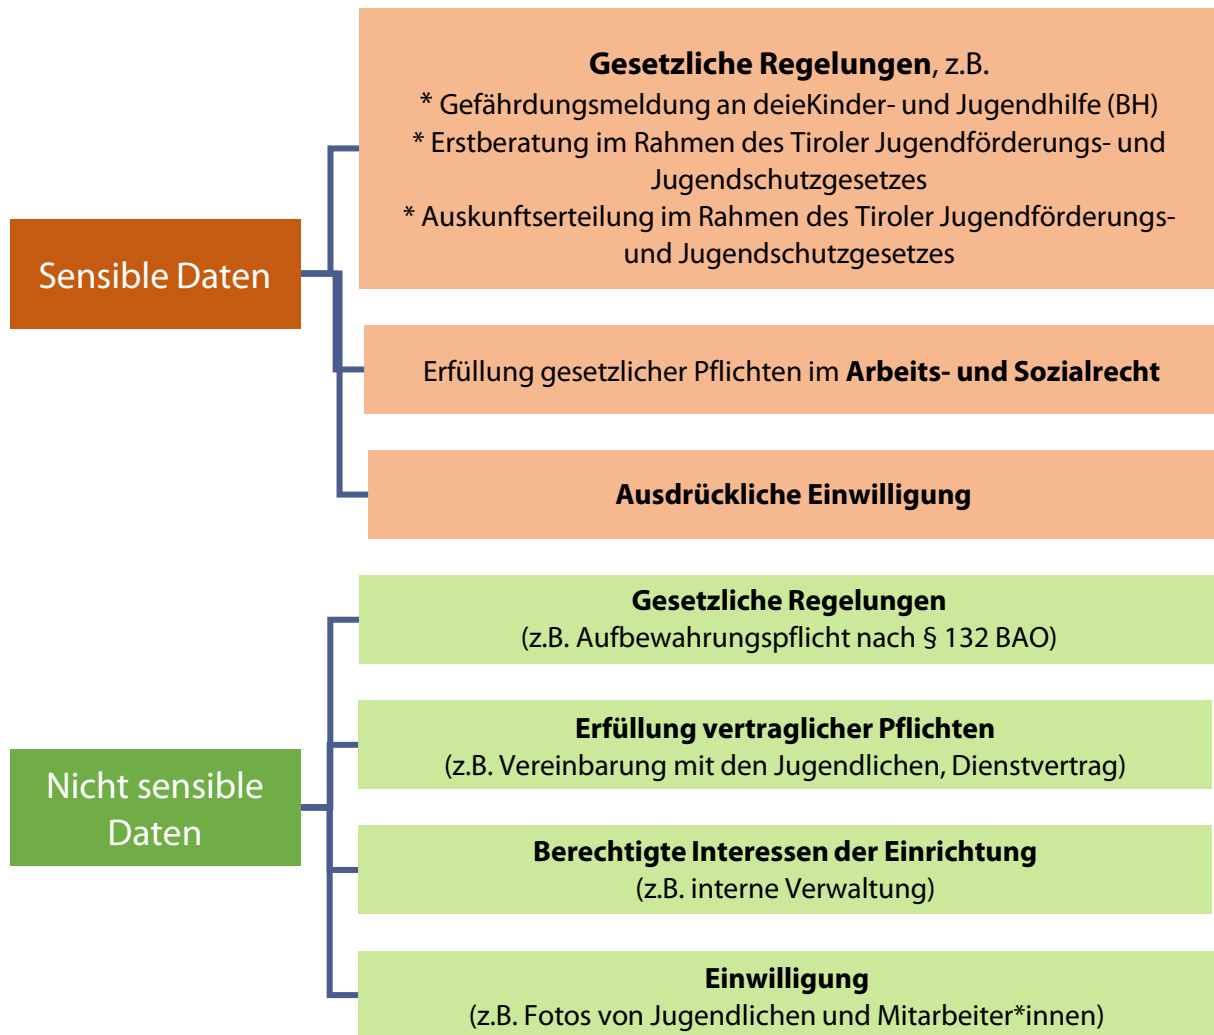 Sensible Daten
Gesetzliche Regelungen, z.B.
* Gefährdungsmeldung an deieKinder- und Jugendhilfe (BH)
* Erstberatung im Rahmen des Tiroler Jugendförderungs- und
Jugendschutzgesetzes
* Auskunftserteilung im Rahmen des Tiroler Jugendförderungs-
und Jugendschutzgesetzes
Erfüllung gesetzlicher Pflichten im Arbeits- und Sozialrecht
Ausdrückliche Einwilligung
Nicht sensible
Daten
Gesetzliche Regelungen
(z.B. Aufbewahrungspflicht nach § 132 BAO)
Erfüllung vertraglicher Pflichten
(z.B. Vereinbarung mit den Jugendlichen, Dienstvertrag)
Berechtigte Interessen der Einrichtung
(z.B. interne Verwaltung)
Einwilligung
(z.B. Fotos von Jugendlichen und Mitarbeiter*innen)